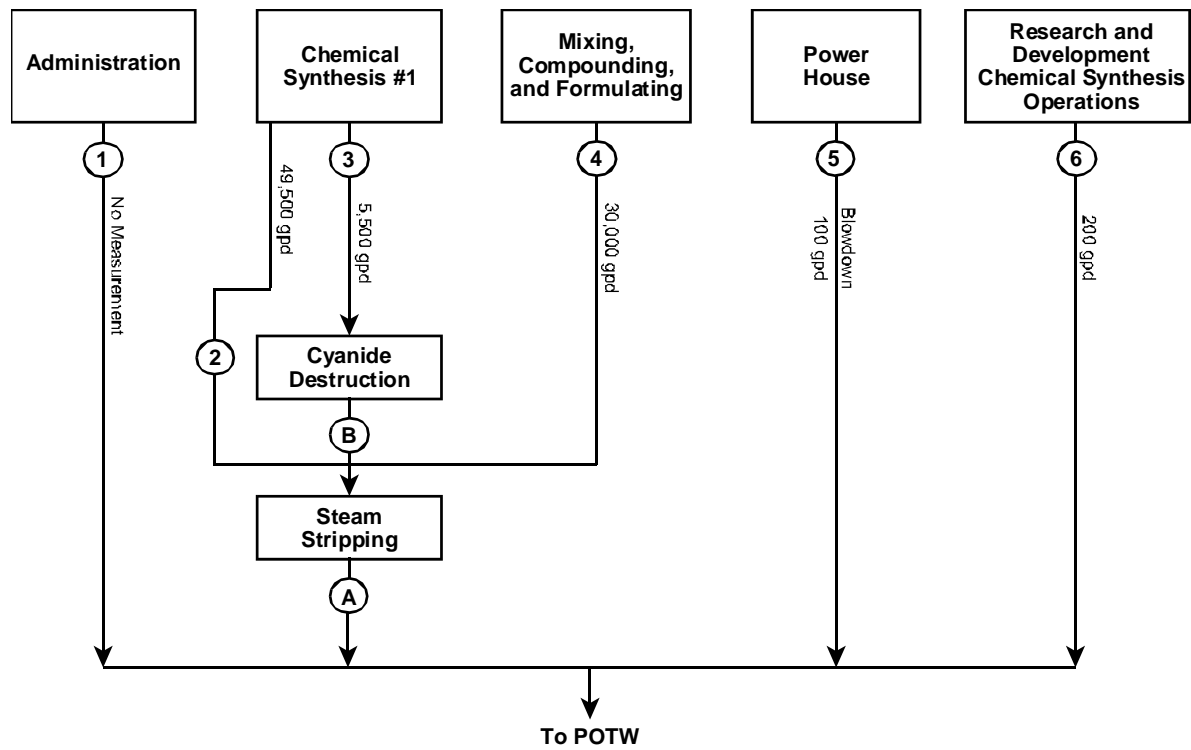 Administration
Chemical
Synthesis #1
Mixing,
Compounding,
and Formulating
Power
House
Research and
Development
Chemical Synthesis
Operations
1
3
4
5
6
No Measurement
49,500 gpd
5,500 gpd
30,000 gpd
Blowdown
100 gpd
200 gpd
2
Cyanide
Destruction
B
Steam
Stripping
A
To POTW